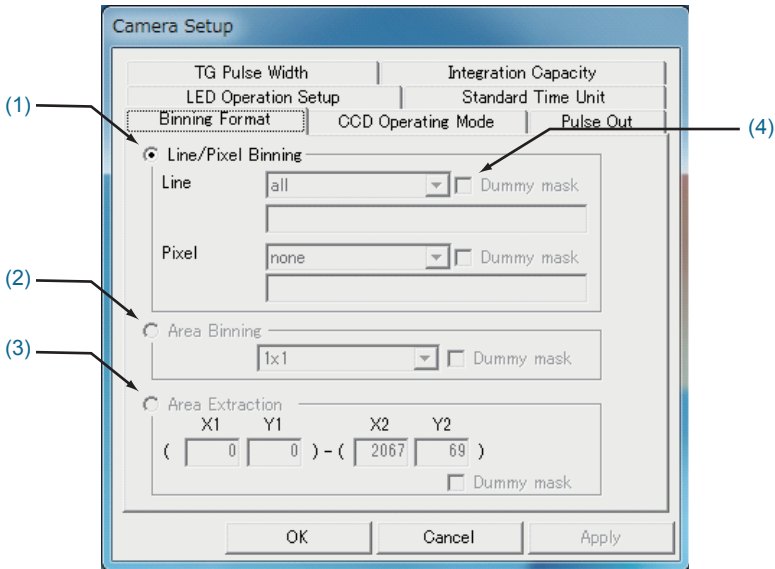 Camera Setup
TG Pulse Width Integration Capacity
LED Operation Setup Standard Time Unit
Binning Format CCD Operating Mode Pulse Out
(1)
(4)
Line/Pixel Binning
Line all Dummy mask
Pixel none Dummy mask
(2)
Area Binning
1x1 Dummy mask
(3)
Area Extraction
X1 Y1 X2 Y2
( 0 0 ) - ( 2067 69 )
Dummy mask
OK Cancel Apply